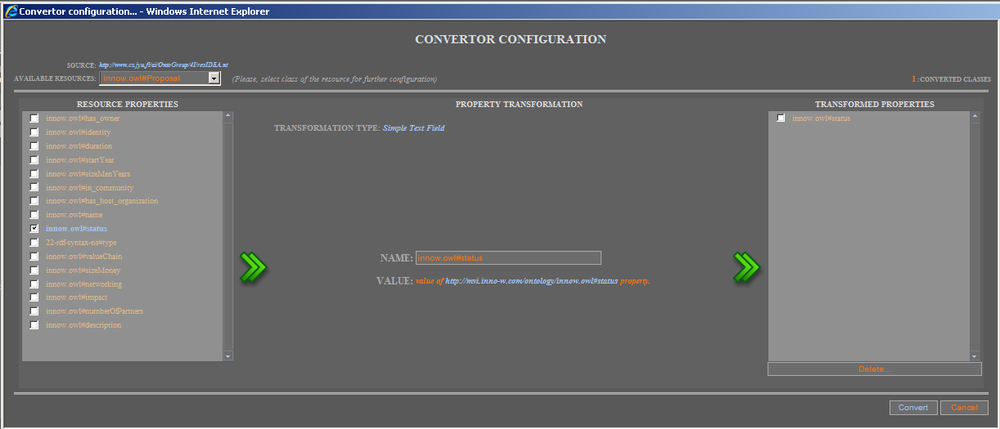 Convertor configuration... - Windows Internet Explorer
CONVERTOR CONFIGURATION
SOURCE: http://www.cs.jyu.fi/ai/OntoGroup/4I/resIDEA.nt
AVAILABLE RESOURCES: innow.owl#Proposal (Please, select class of the resource for further configuration) 1 :CONVERTED CLASSES
RESOURCE PROPERTIES
innow.owl#has_owner
innow.owl#identity
innow.owl#duration
innow.owl#startYear
innow.owl#sizeMenYears
innow.owl#in_community
innow.owl#has_host_organization
innow.owl#name
innow.owl#status
22-rdf-syntax-ns#type
innow.owl#valueChain
innow.owl#sizeMoney
innow.owl#networking
innow.owl#impact
innow.owl#numberOfPartners
innow.owl#description
PROPERTY TRANSFORMATION
TRANSFORMATION TYPE: Simple Text Field
NAME: innow.owl#status
VALUE: value of http://mvi.inno-w.com/ontology/innow.owl#status property.
TRANSFORMED PROPERTIES
innow.owl#status
Delete...
Convert Cancel